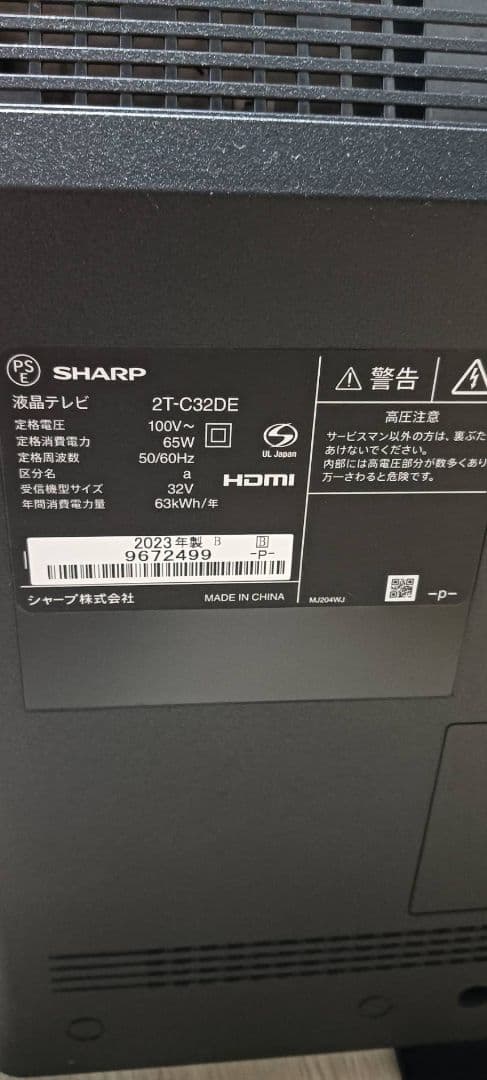 PS
E
SHARP
液晶テレビ 2T-C32DE
定格電圧 100V～
定格消費電力 65W
定格周波数 50/60Hz
区分名 a
受信機型サイズ 32V
年間消費電力量 63kWh/年
UL Japan
HDMI
2023年製 B B
9672499 -P-
シャープ株式会社 MADE IN CHINA
警告
高圧注意
サービスマン以外の方は、裏ぶた
あけないでください。
内部には高電圧部分が数多くあり
万一さわると危険です。
MJ204WJ -p-